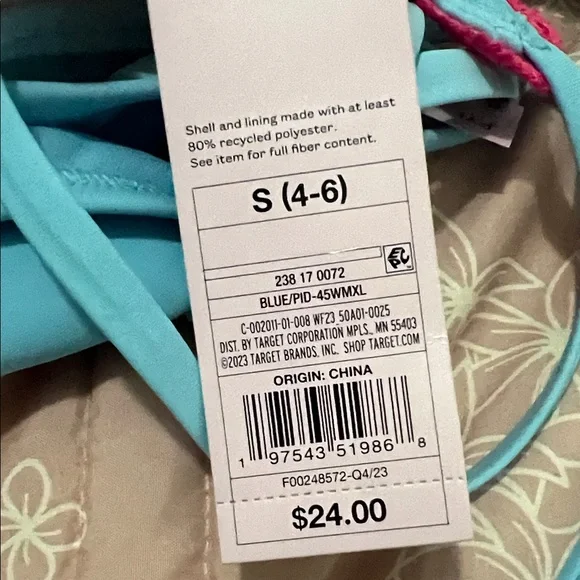 Shell and lining made with at least
80% recycled polyester.
See item for full fiber content.
S (4-6)
238 17 0072
BLUE/PID-45WMXL
C-002011-01-008 WF23_50A01-0025
DIST. BY TARGET CORPORATION MPLS., MN 55403
©2023 TARGET BRANDS, INC. SHOP TARGET.COM
ORIGIN: CHINA
1 97543 51986 8
F00248572-Q4/23
$24.00